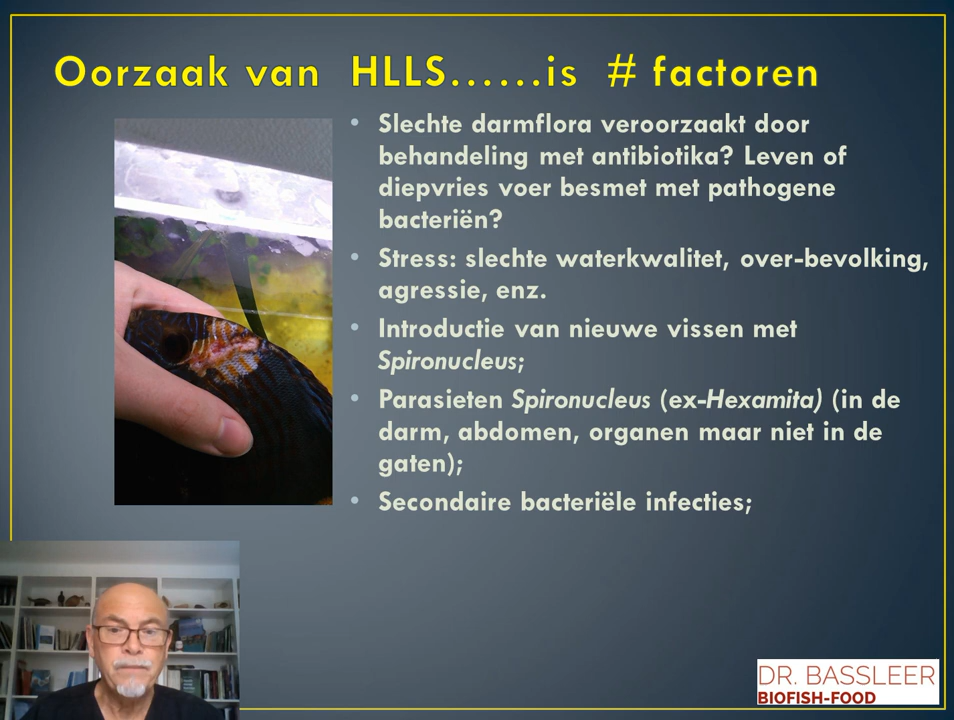 Oorzaak van HLLS......is # factoren
• Slechte darmflora veroorzaakt door
behandeling met antibiotika? Leven of
diepvries voer besmet met pathogene
bacteriën?
• Stress: slechte waterkwalitet, over-bevolking,
agressie, enz.
• Introductie van nieuwe vissen met
Spironucleus;
• Parasieten Spironucleus (ex-Hexamita) (in de
darm, abdomen, organen maar niet in de
gaten);
• Secondaire bacteriële infecties;
DR. BASSLEER
BIOFISH-FOOD